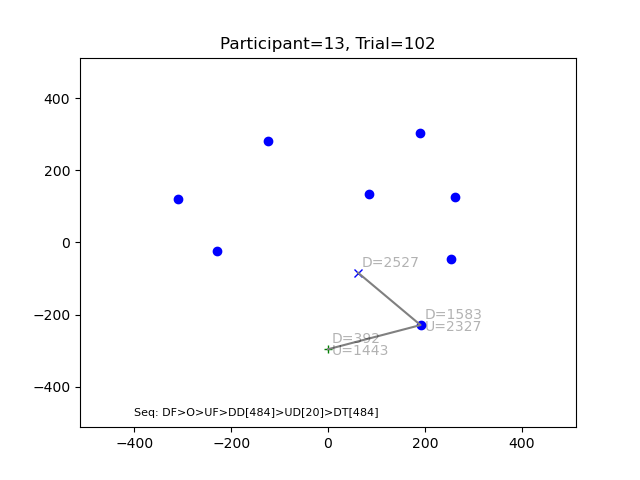 Participant=13, Trial=102
400
200
0
−200
−400
D=2527
D=1583
U=2327
D=392
U=1443
Seq: DF>O>UF>DD[484]>UD[20]>DT[484]
−400 −200 0 200 400